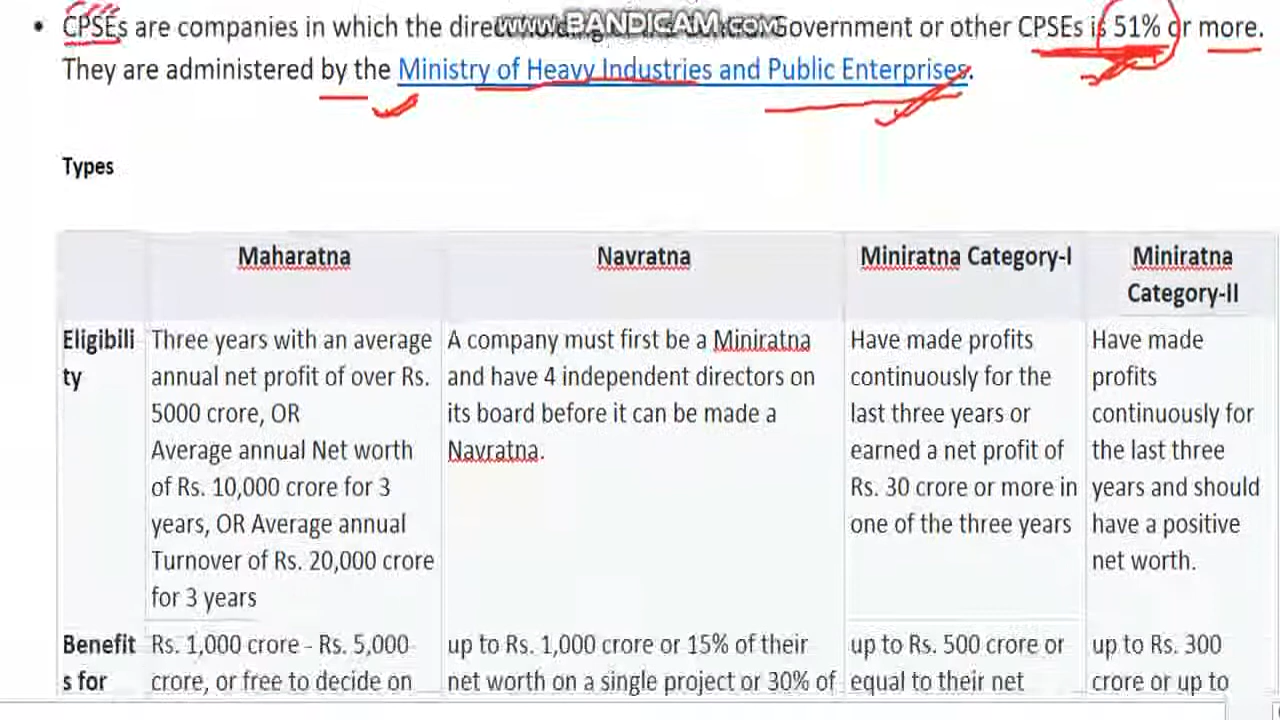 www.BANDICAM.com
• CPSEs are companies in which the direct Government or other CPSEs is 51% or more.
They are administered by the Ministry of Heavy Industries and Public Enterprises.
Types
Maharatna Navratna Miniratna Category-I Miniratna
Category-II
Eligibili
ty
Three years with an average
annual net profit of over Rs.
5000 crore, OR
Average annual Net worth
of Rs. 10,000 crore for 3
years, OR Average annual
Turnover of Rs. 20,000 crore
for 3 years
A company must first be a Miniratna
and have 4 independent directors on
its board before it can be made a
Navratna.
Have made profits
continuously for the
last three years or
earned a net profit of
Rs. 30 crore or more in
one of the three years
Have made
profits
continuously for
the last three
years and should
have a positive
net worth.
Benefit
s for
Rs. 1,000 crore - Rs. 5,000
crore, or free to decide on
up to Rs. 1,000 crore or 15% of their
net worth on a single project or 30% of
up to Rs. 500 crore or
equal to their net
up to Rs. 300
crore or up to